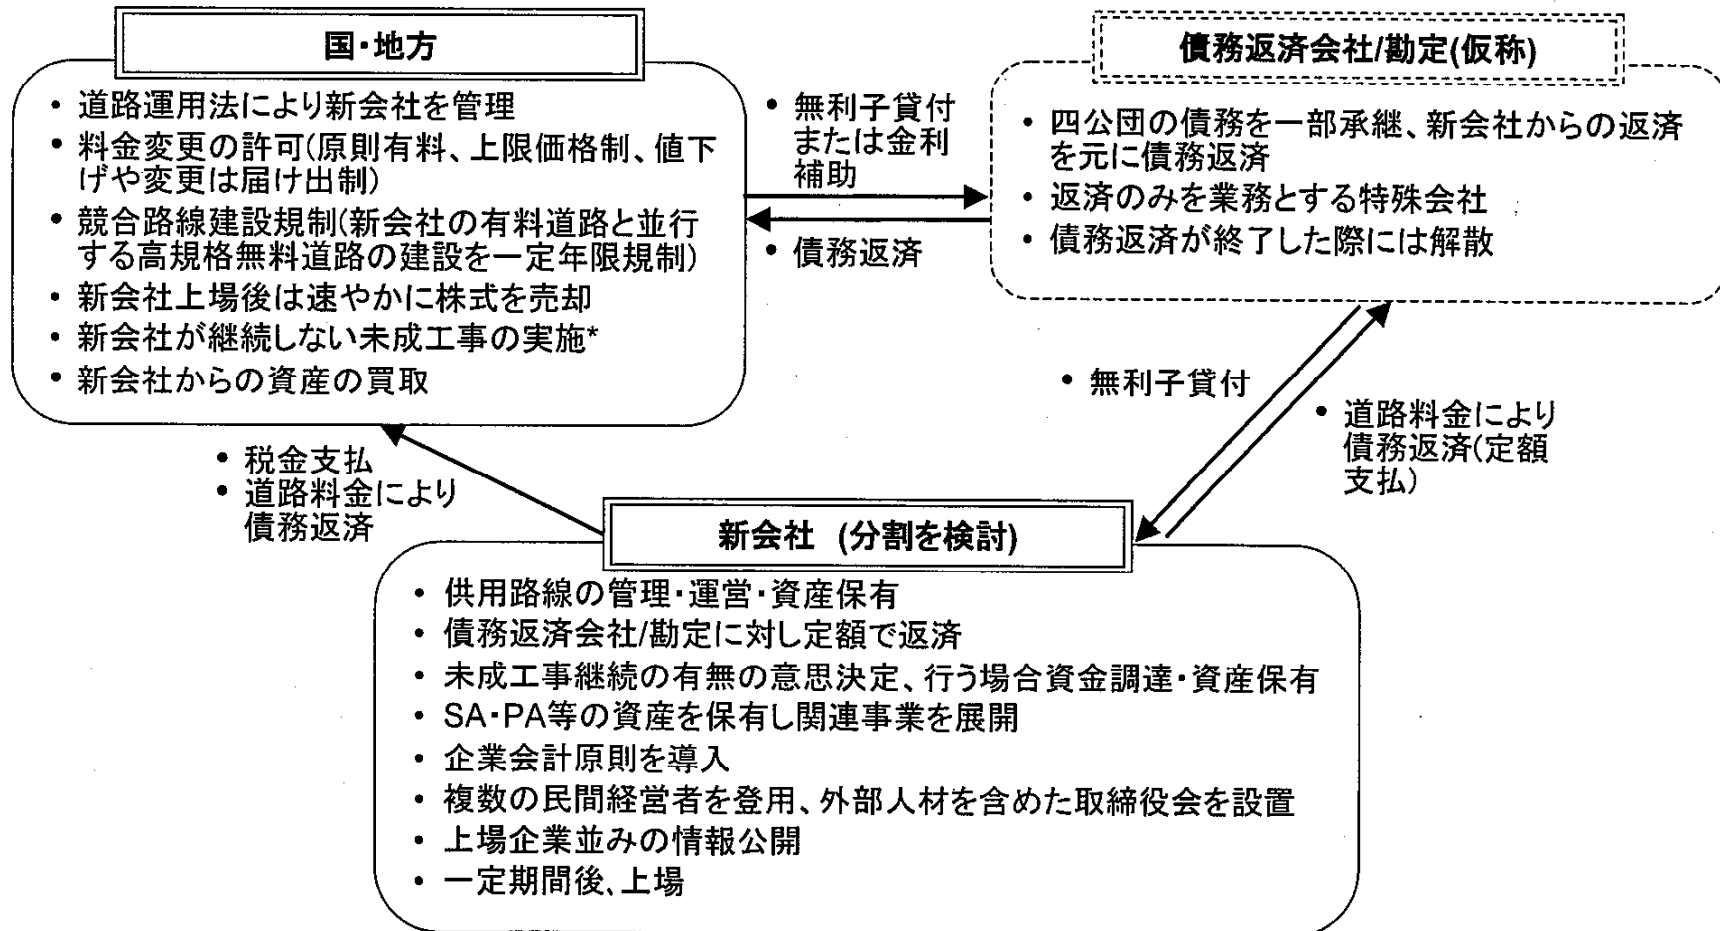 国・地方
・ 道路運用法により新会社を管理
・ 料金変更の許可(原則有料、上限価格制、値下
げや変更は届け出制)
・ 競合路線建設規制(新会社の有料道路と並行
する高規格無料道路の建設を一定年限規制)
・ 新会社上場後は速やかに株式を売却
・ 新会社が継続しない未成工事の実施*
・ 新会社からの資産の買取
・ 無利子貸付
または金利
補助
・ 債務返済
債務返済会社/勘定(仮称)
・ 四公団の債務を一部承継、新会社からの返済
を元に債務返済
・ 返済のみを業務とする特殊会社
・ 債務返済が終了した際には解散
・ 無利子貸付
・ 道路料金により
債務返済(定額
支払)
・ 税金支払
・ 道路料金により
債務返済
新会社 (分割を検討)
・ 供用路線の管理・運営・資産保有
・ 債務返済会社/勘定に対し定額で返済
・ 未成工事継続の有無の意思決定、行う場合資金調達・資産保有
・ SA・PA等の資産を保有し関連事業を展開
・ 企業会計原則を導入
・ 複数の民間経営者を登用、外部人材を含めた取締役会を設置
・ 上場企業並みの情報公開
・ 一定期間後、上場